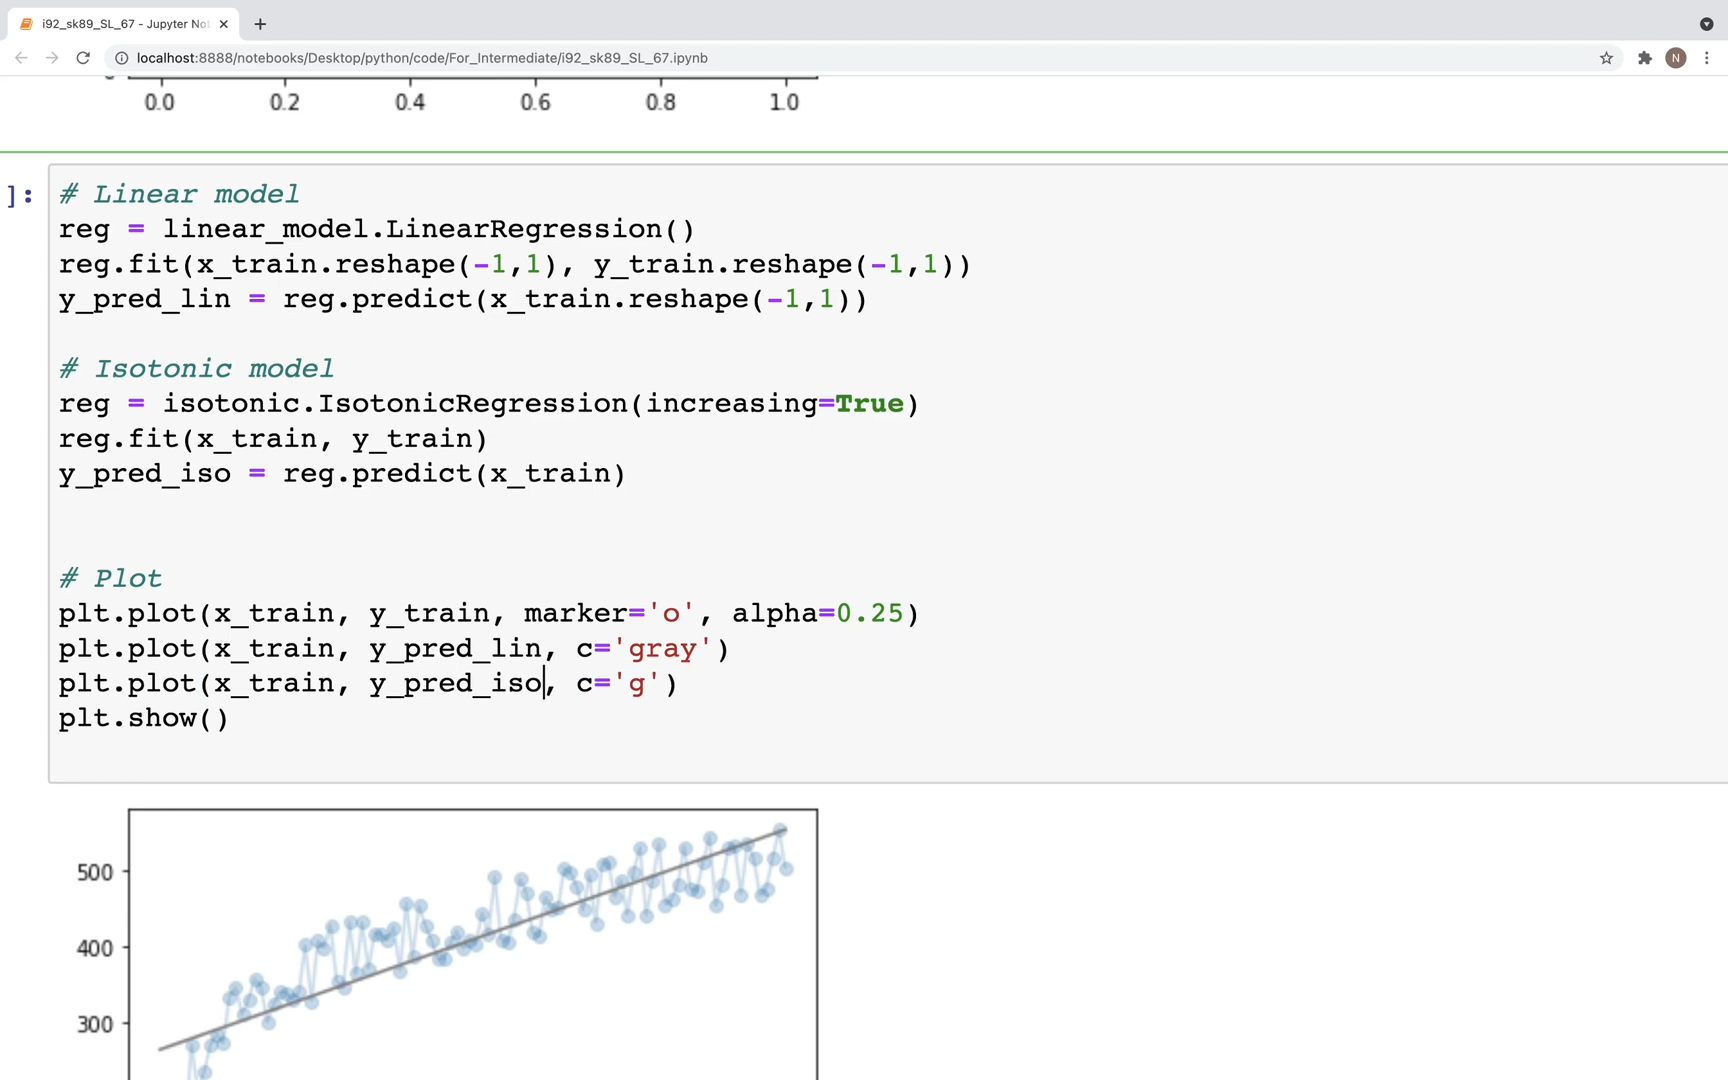 i92_sk89_SL_67 - Jupyter No
localhost:8888/notebooks/Desktop/python/code/For_Intermediate/i92_sk89_SL_67.ipynb
N
0.0 0.2 0.4 0.6 0.8 1.0
]:
# Linear model
reg = linear_model.LinearRegression()
reg.fit(x_train.reshape(-1,1), y_train.reshape(-1,1))
y_pred_lin = reg.predict(x_train.reshape(-1,1))
# Isotonic model
reg = isotonic.IsotonicRegression(increasing=True)
reg.fit(x_train, y_train)
y_pred_iso = reg.predict(x_train)
# Plot
plt.plot(x_train, y_train, marker='o', alpha=0.25)
plt.plot(x_train, y_pred_lin, c='gray')
plt.plot(x_train, y_pred_iso, c='g')
plt.show()
500
400
300